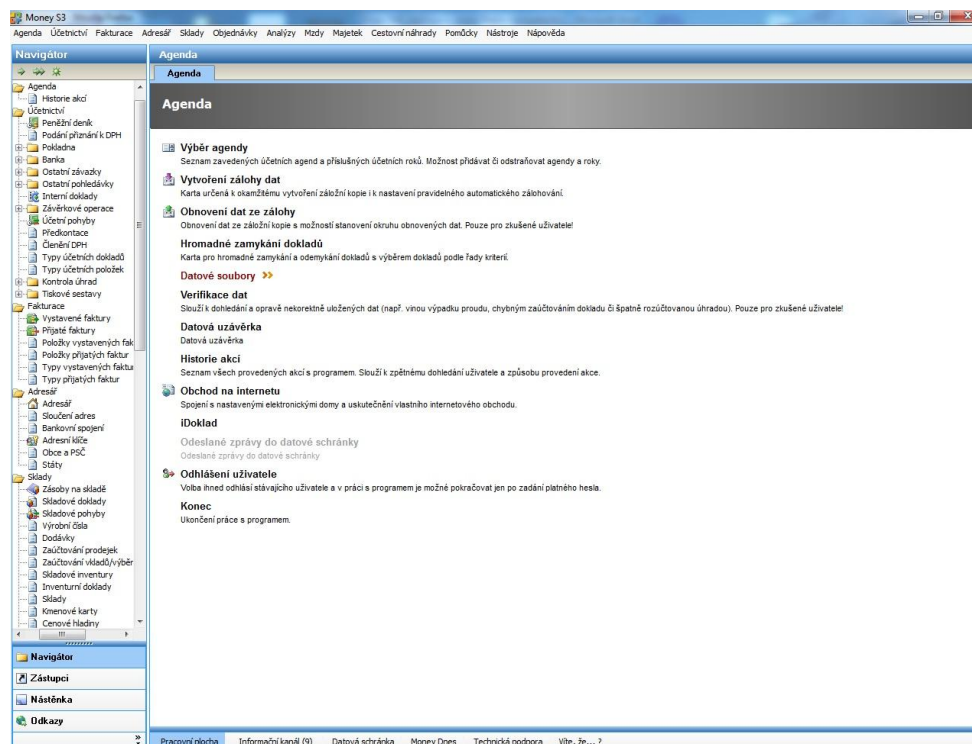 Money S3
Agenda Účetnictví Fakturace Adresář Sklady Objednávky Analýzy Mzdy Majetek Cestovní náhrady Pomůcky Nástroje Nápověda
Navigátor
Agenda
Historie akcí
Účetnictví
Peněžní deník
Podání přiznání k DPH
Pokladna
Banka
Ostatní závazky
Ostatní pohledávky
Interní doklady
Závěrkové operace
Účetní pohyby
Předkontace
Členění DPH
Typy účetních dokladů
Typy účetních položek
Kontrola úhrad
Tiskové sestavy
Fakturace
Vystavené faktury
Přijaté faktury
Položky vystavených fak
Položky přijatých faktur
Typy vystavených faktu
Typy přijatých faktur
Adresář
Adresář
Sloučení adres
Bankovní spojení
Adresní klíče
Obce a PSČ
Státy
Sklady
Zásoby na skladě
Skladové doklady
Skladové pohyby
Výrobní čísla
Dodávky
Zaúčtování prodejek
Zaúčtování vkladů/výběr
Skladové inventury
Inventurní doklady
Sklady
Kmenové karty
Cenové hladiny
Navigátor
Zástupci
Nástěnka
Odkazy
Agenda
Agenda
Agenda
Výběr agendy
Seznam zavedených účetních agend a příslušných účetních roků. Možnost přidávat či odstraňovat agendy a roky.
Vytvoření zálohy dat
Karta určená k okamžitému vytvoření záložní kopie i k nastavení pravidelného automatického zálohování.
Obnovení dat ze zálohy
Obnovení dat ze záložní kopie s možností stanovení okruhu obnovených dat. Pouze pro zkušené uživatele!
Hromadné zamykání dokladů
Karta pro hromadné zamykání a odemykání dokladů s výběrem dokladů podle řady kriterií.
Datové soubory
Verifikace dat
Slouží k dohledání a opravě nekorektně uložených dat (např. vinou výpadku proudu, chybným zaúčtováním dokladu či špatně rozúčtovanou úhradou). Pouze pro zkušené uživatele!
Datová uzávěrka
Datová uzávěrka
Historie akcí
Seznam všech provedených akcí s programem. Slouží k zpětnému dohledání uživatele a způsobu provedení akce.
Obchod na internetu
Spojení s nastavenými elektronickými domy a uskutečnění vlastního internetového obchodu.
iDoklad
Odeslané zprávy do datové schránky
Odeslané zprávy do datové schránky
Odhlášení uživatele
Volba ihned odhlásí stávajícího uživatele a v práci s programem je možné pokračovat jen po zadání platného hesla.
Konec
Ukončení práce s programem.
Pracovní plocha Informační kanál (9) Datová schránka Money Dnes Technická podpora Víte, že... ?